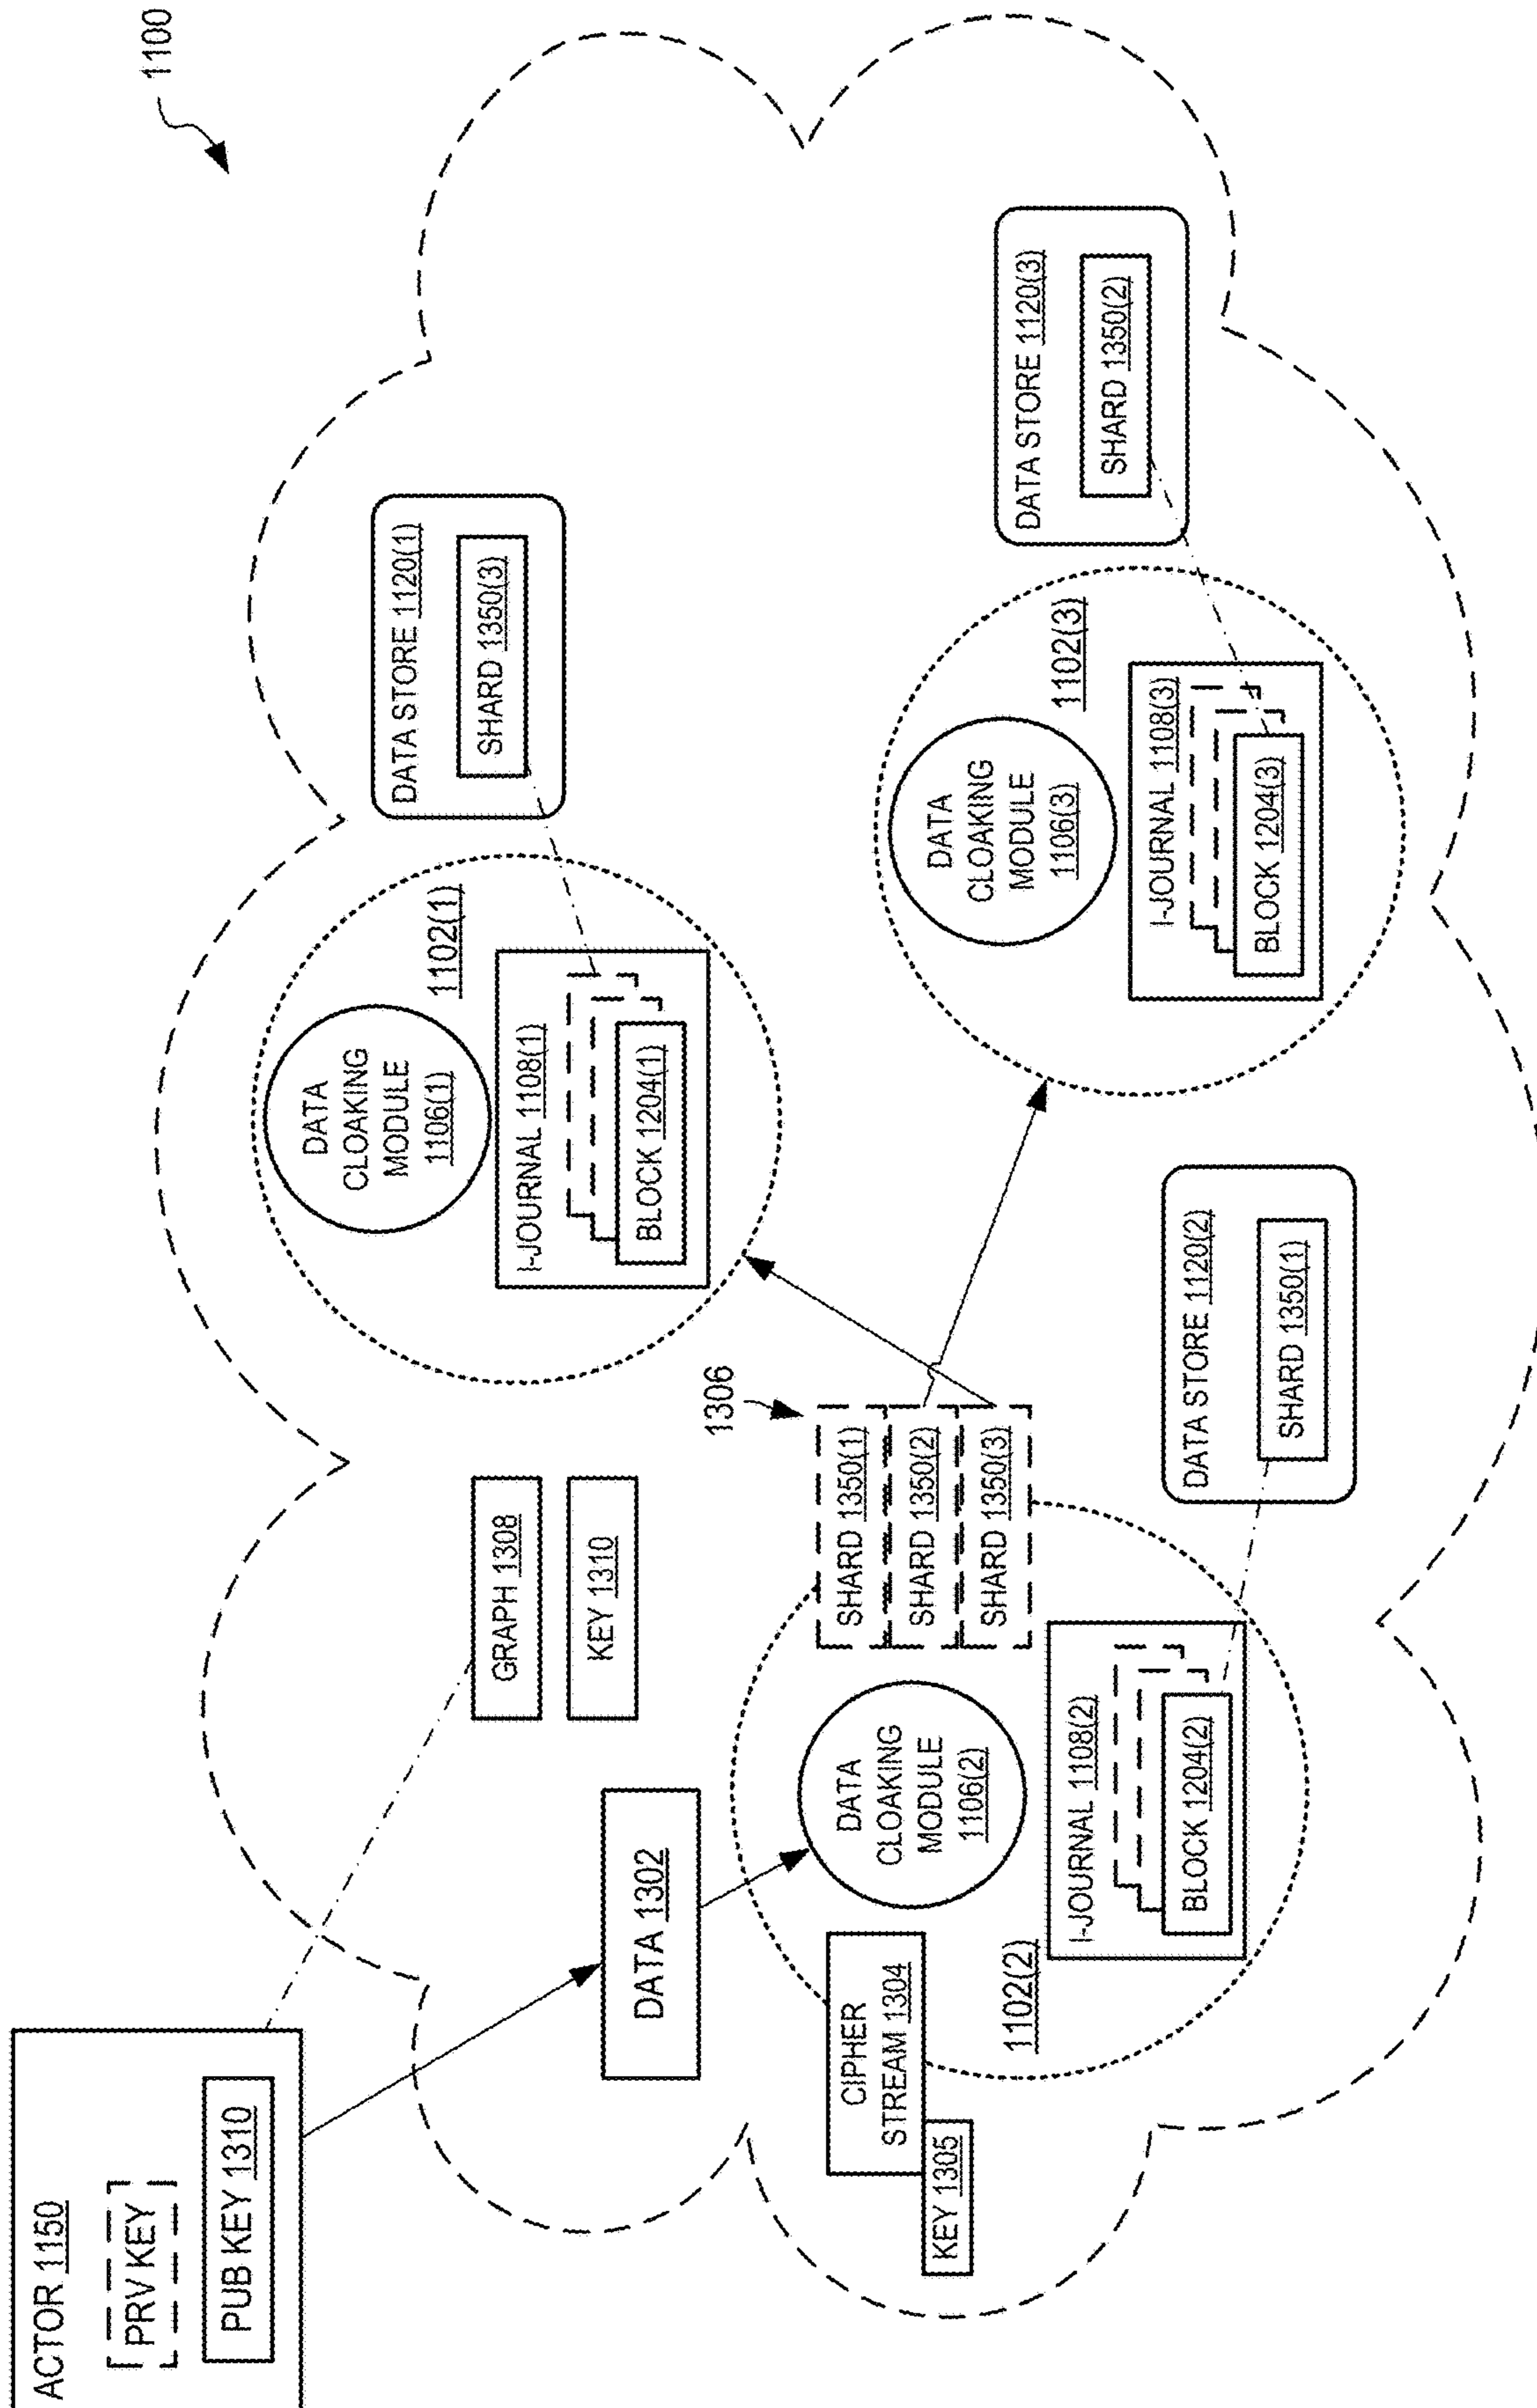 1100
ACTOR 1150
PRV KEY
PUB KEY 1310
GRAPH 1308
KEY 1310
DATA 1302
DATA
CLOAKING
MODULE
1106(1)
1102(1)
I-JOURNAL 1108(1)
BLOCK 1204(1)
DATA STORE 1120(1)
SHARD 1350(3)
CIPHER
STREAM 1304
KEY 1305
DATA
CLOAKING
MODULE
1106(2)
1102(2)
I-JOURNAL 1108(2)
BLOCK 1204(2)
1306
SHARD 1350(1)
SHARD 1350(2)
SHARD 1350(3)
DATA STORE 1120(2)
SHARD 1350(1)
DATA
CLOAKING
MODULE
1106(3)
1102(3)
I-JOURNAL 1108(3)
BLOCK 1204(3)
DATA STORE 1120(3)
SHARD 1350(2)